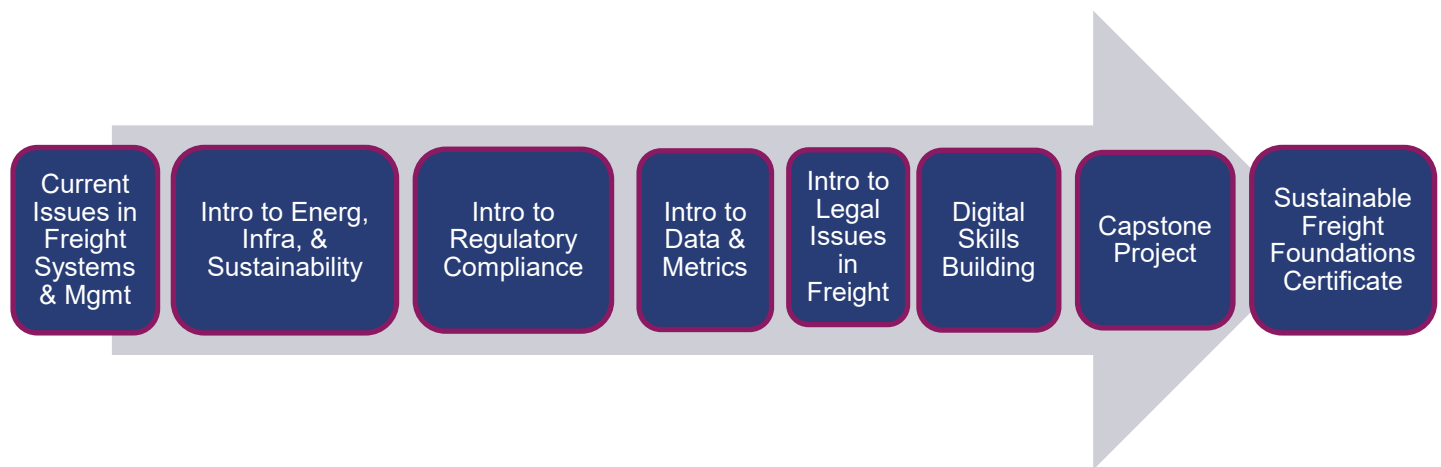 Current
Issues in
Freight
Systems
& Mgmt
Intro to Energ,
Infra, &
Sustainability
Intro to
Regulatory
Compliance
Intro to
Data &
Metrics
Intro to
Legal
Issues
in
Freight
Digital
Skills
Building
Capstone
Project
Sustainable
Freight
Foundations
Certificate